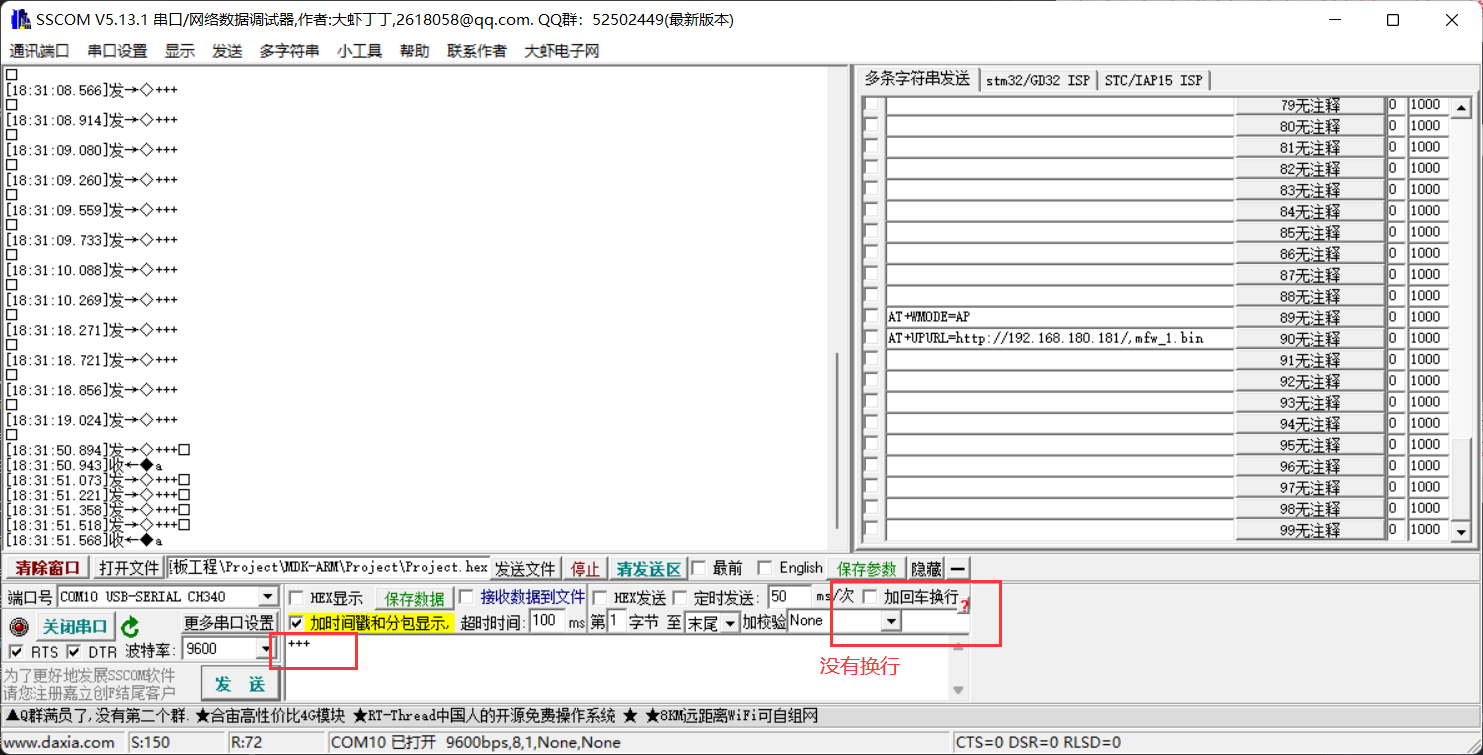 SSCOM V5.13.1 串口/网络数据调试器,作者:大虾丁丁,2618058@qq.com. QQ群: 52502449(最新版本)
通讯端口 串口设置 显示 发送 多字符串 小工具 帮助 联系作者 大虾电子网
□
[18:31:08.566]发→◇+++
□
[18:31:08.914]发→◇+++
□
[18:31:09.080]发→◇+++
□
[18:31:09.260]发→◇+++
□
[18:31:09.559]发→◇+++
□
[18:31:09.733]发→◇+++
□
[18:31:10.088]发→◇+++
□
[18:31:10.269]发→◇+++
□
[18:31:18.271]发→◇+++
□
[18:31:18.721]发→◇+++
□
[18:31:18.856]发→◇+++
□
[18:31:19.024]发→◇+++
□
[18:31:50.894]发→◇+++□
[18:31:50.943]收←◆a
[18:31:51.073]发→◇+++□
[18:31:51.221]发→◇+++□
[18:31:51.358]发→◇+++□
[18:31:51.518]发→◇+++□
[18:31:51.568]收←◆a
多条字符串发送 stm32/GD32 ISP STC/IAP15 ISP
79无注释 0 1000
80无注释 0 1000
81无注释 0 1000
82无注释 0 1000
83无注释 0 1000
84无注释 0 1000
85无注释 0 1000
86无注释 0 1000
87无注释 0 1000
88无注释 0 1000
AT+WMODE=AP 89无注释 0 1000
AT+UPURL=http://192.168.180.181/,mfw_1.bin 90无注释 0 1000
91无注释 0 1000
92无注释 0 1000
93无注释 0 1000
94无注释 0 1000
95无注释 0 1000
96无注释 0 1000
97无注释 0 1000
98无注释 0 1000
99无注释 0 1000
清除窗口 打开文件 板工程\Project\MDK-ARM\Project\Project.hex 发送文件 停止 清发送区 最前 English 保存参数 隐藏 —
端口号 COM10 USB-SERIAL CH340 HEX显示 保存数据 接收数据到文件 HEX发送 定时发送: 50 ms/次 加回车换行 ?
关闭串口 更多串口设置 加时间戳和分包显示, 超时时间: 100 ms 第1 字节 至 末尾 加校验 None
RTS DTR 波特率: 9600 +++
没有换行
为了更好地发展SSCOM软件
请您注册嘉立创F结尾客户
发 送
▲Q群满员了,没有第二个群. ★合宙高性价比4G模块 ★RT-Thread中国人的开源免费操作系统 ★ ★8KM远距离WiFi可自组网
www.daxia.com S:150 R:72 COM10 已打开 9600bps,8,1,None,None CTS=0 DSR=0 RLSD=0